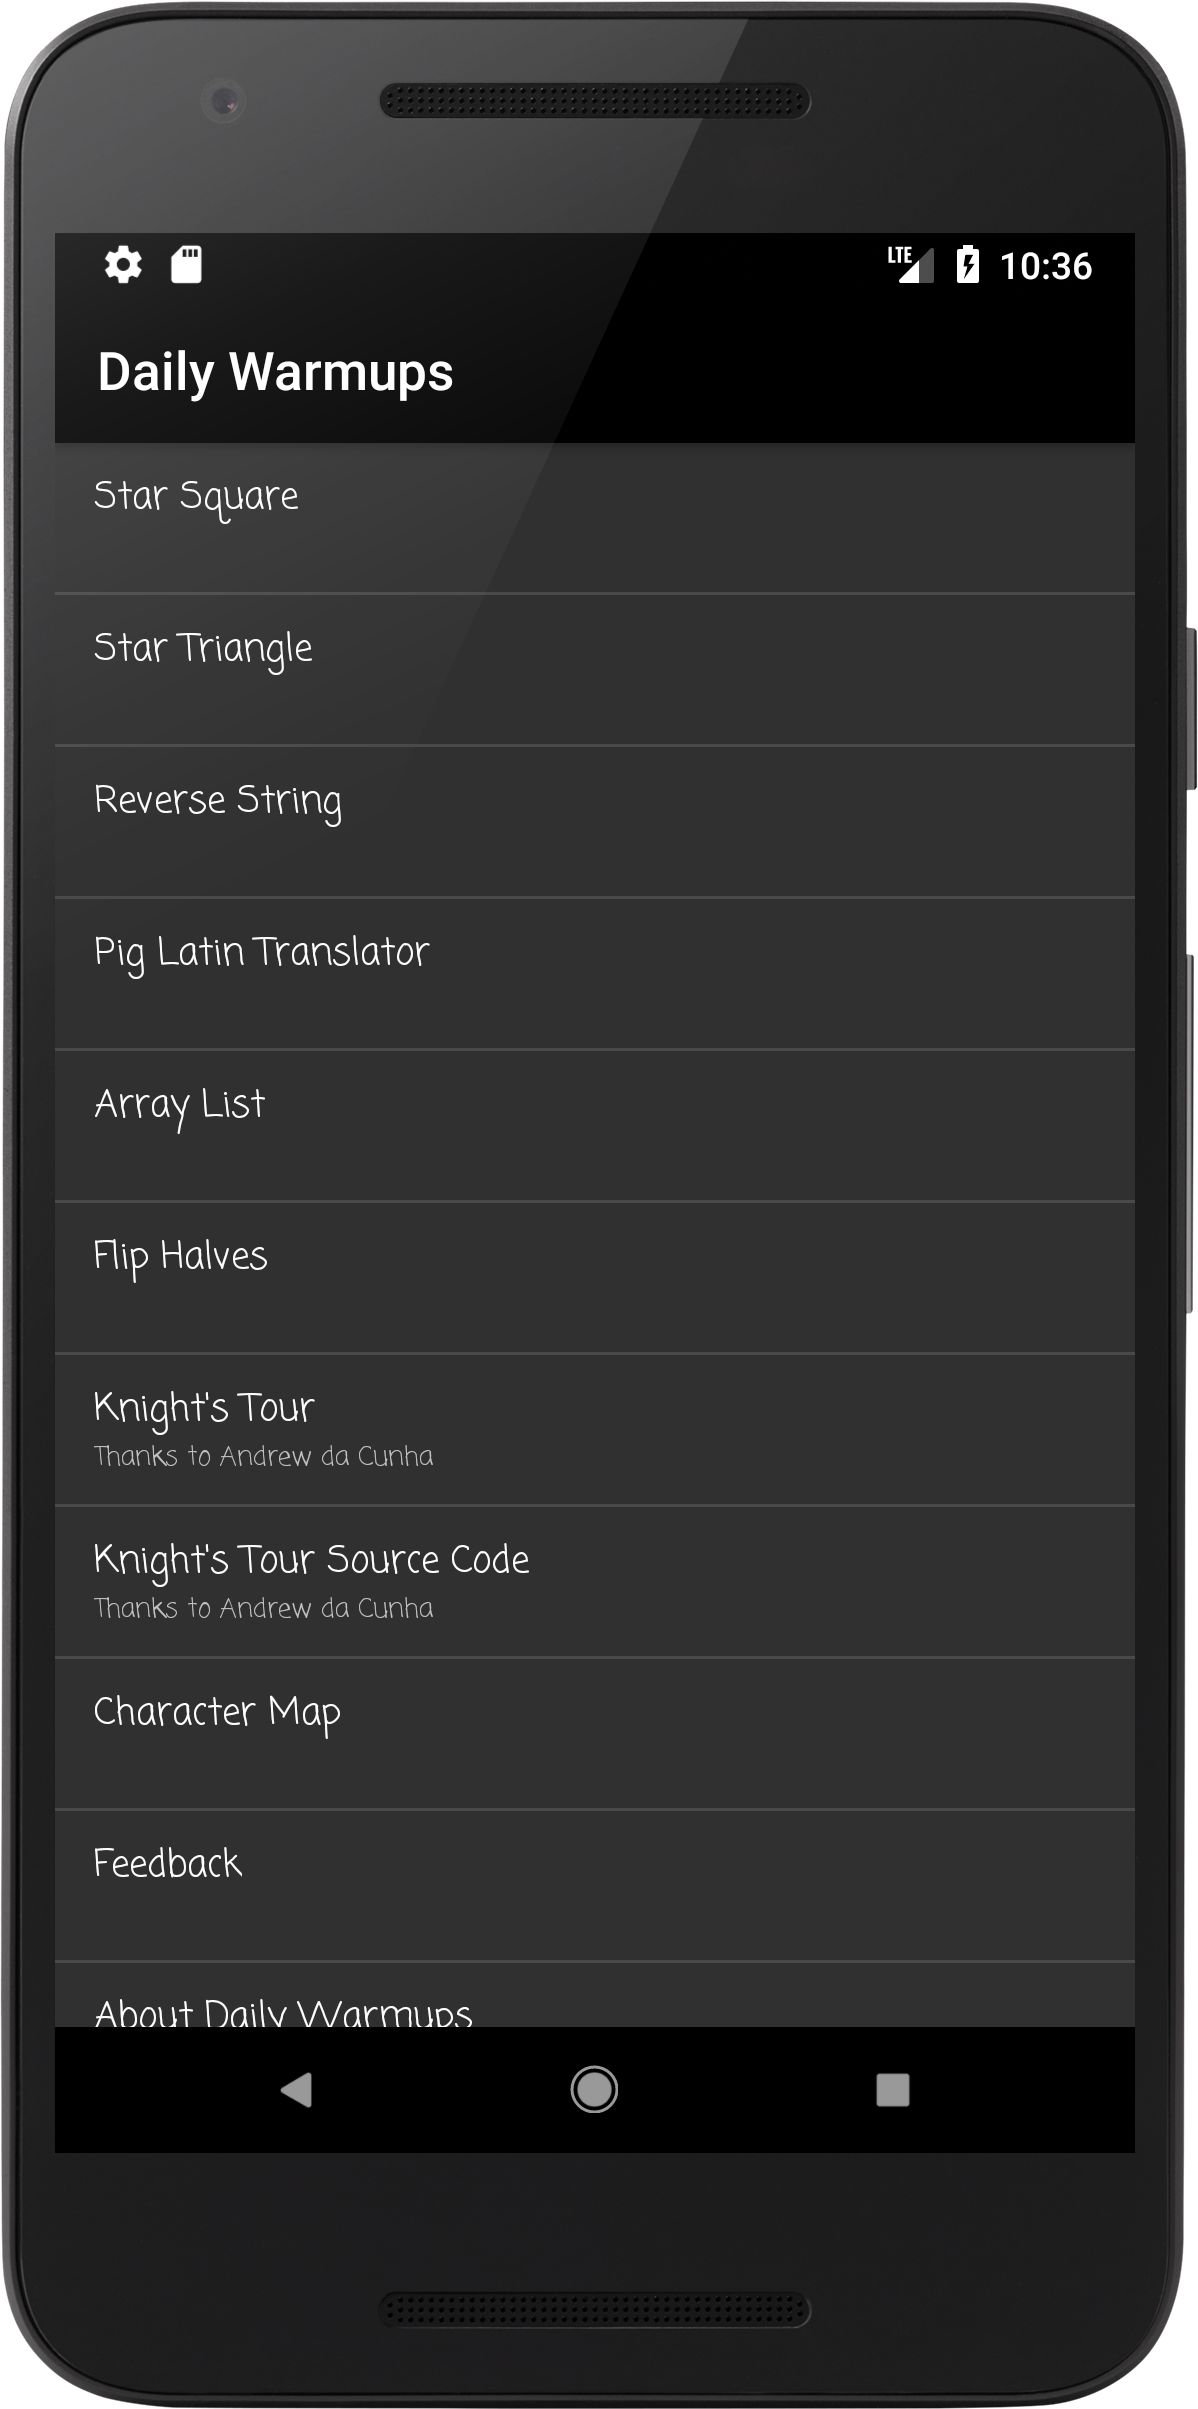 LTE 10:36
Daily Warmups
Star Square
Star Triangle
Reverse String
Pig Latin Translator
Array List
Flip Halves
Knight's Tour
Thanks to Andrew da Cunha
Knight's Tour Source Code
Thanks to Andrew da Cunha
Character Map
Feedback
About Daily Warmups